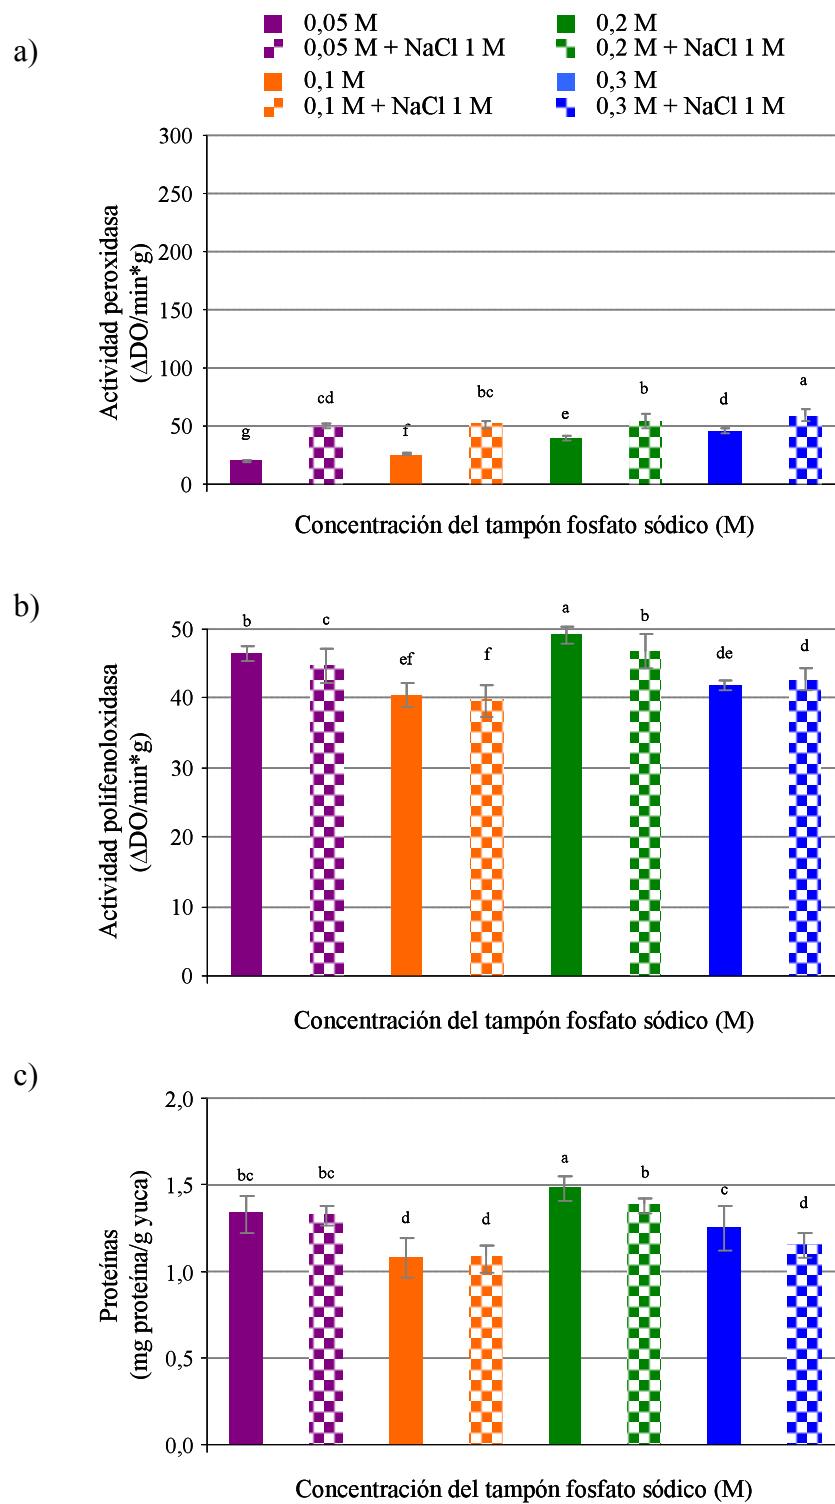 a)
0,05 M
0,05 M + NaCl 1 M
0,1 M
0,1 M + NaCl 1 M
0,2 M
0,2 M + NaCl 1 M
0,3 M
0,3 M + NaCl 1 M
Actividad peroxidasa
(ΔDO/min*g)
300
250
200
150
100
50
0
g
cd
f
bc
e
b
d
a
Concentración del tampón fosfato sódico (M)
b)
Actividad polifenoloxidasa
(ΔDO/min*g)
50
40
30
20
10
0
b
c
ef
f
a
b
de
d
Concentración del tampón fosfato sódico (M)
c)
Proteínas
(mg proteína/g yuca)
2,0
1,5
1,0
0,5
0,0
bc
bc
d
d
a
b
c
d
Concentración del tampón fosfato sódico (M)